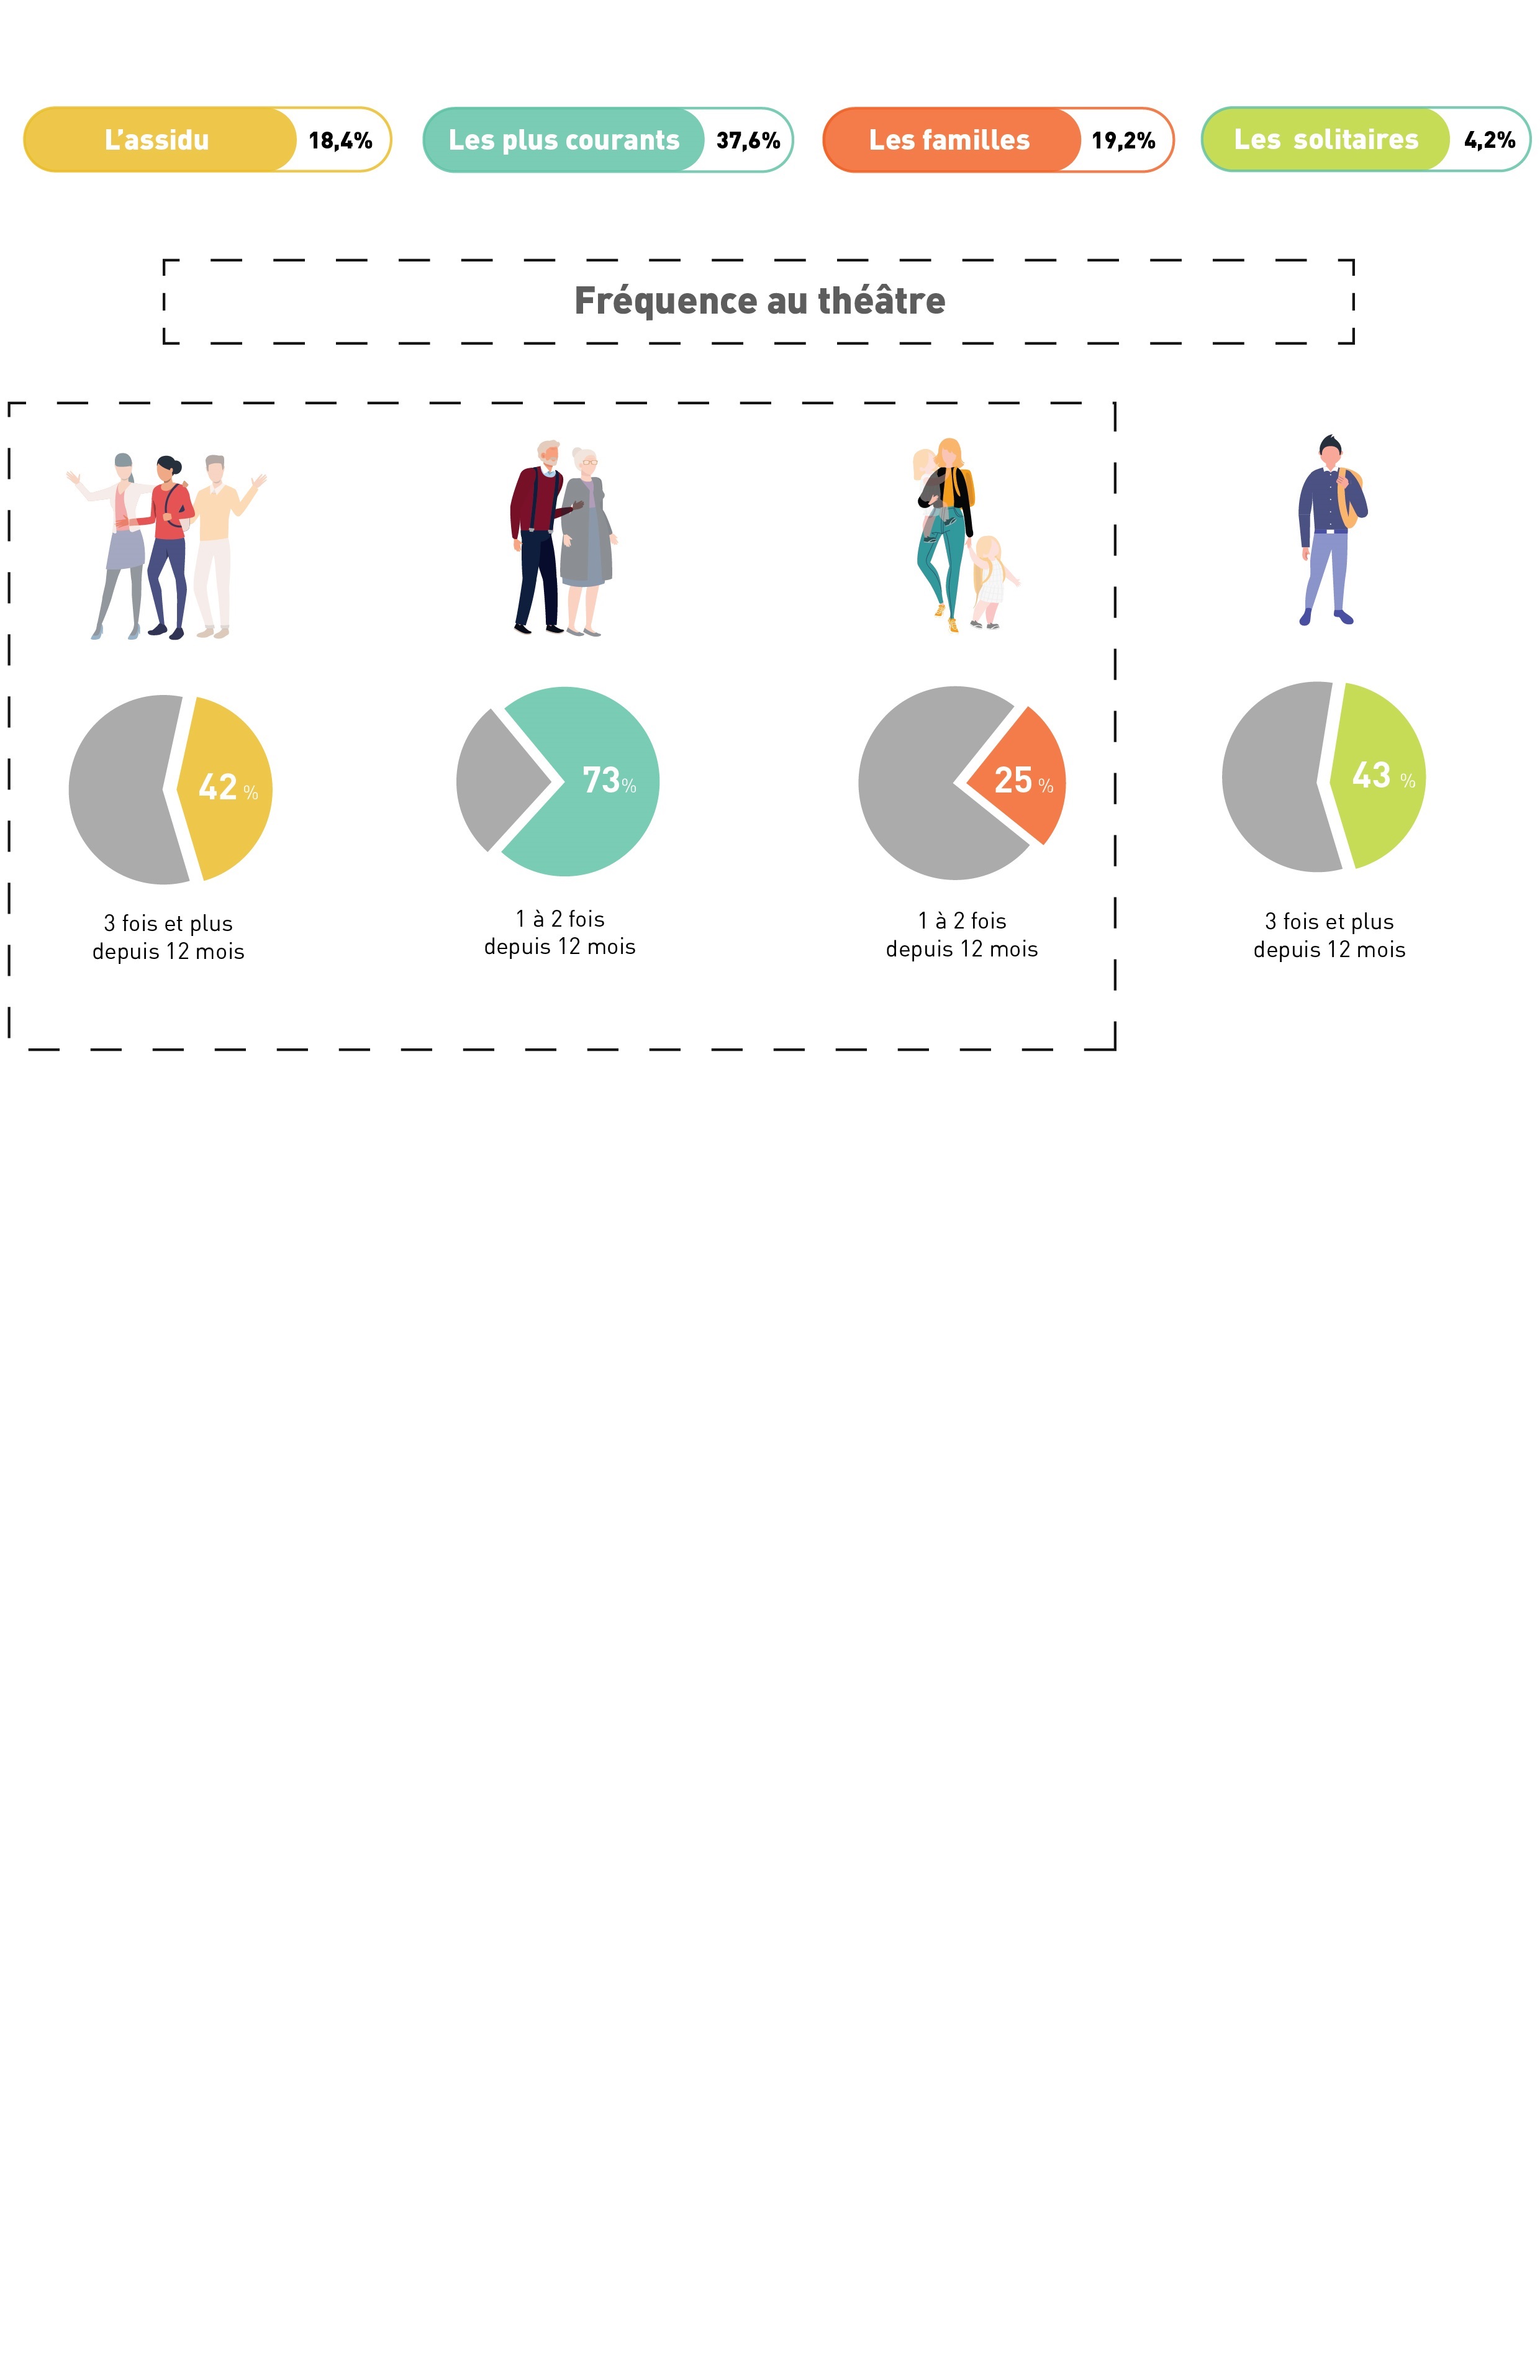 L'assidu 18,4%
Les plus courants 37,6%
Les familles 19,2%
Les solitaires 4,2%
Fréquence au théâtre
42 %
3 fois et plus
depuis 12 mois
73%
1 à 2 fois
depuis 12 mois
25 %
1 à 2 fois
depuis 12 mois
43 %
3 fois et plus
depuis 12 mois